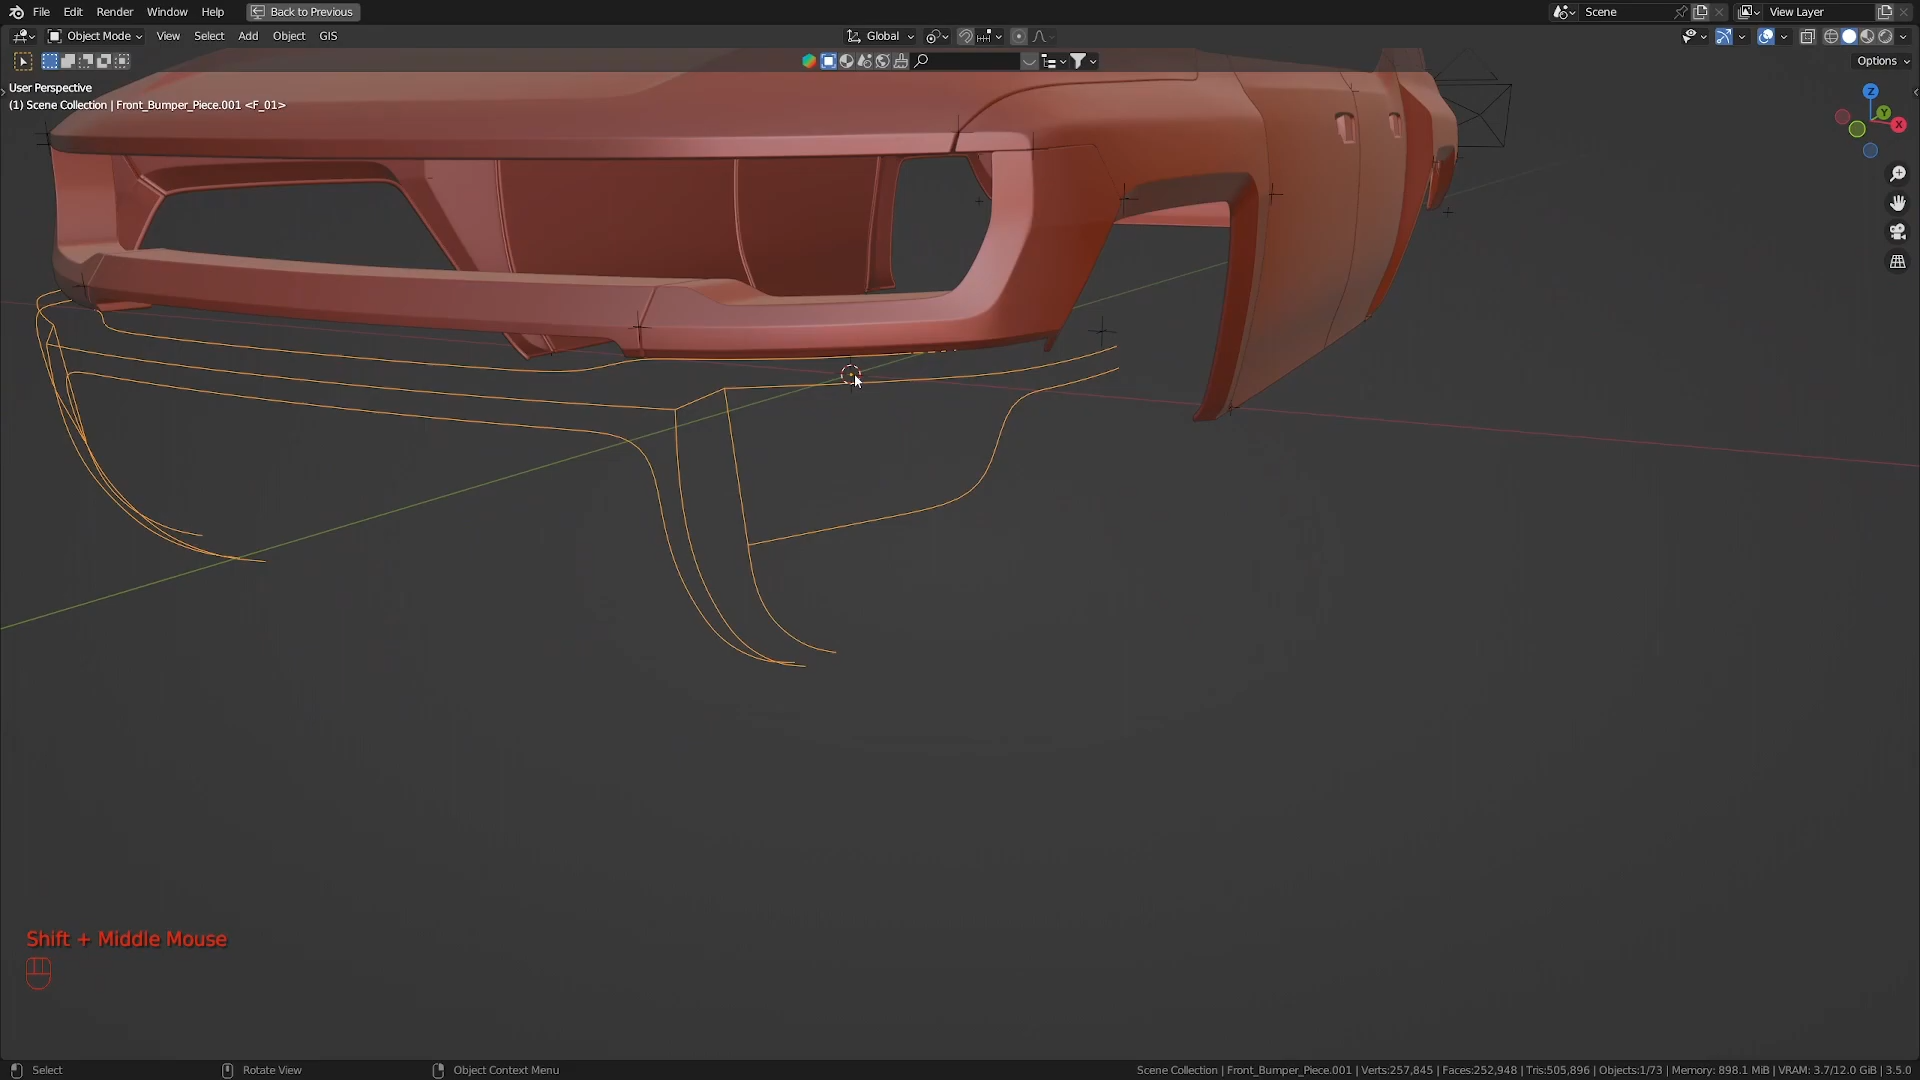 File Edit Render Window Help Back to Previous Scene View Layer
Object Mode View Select Add Object GIS Global
Options
User Perspective
(1) Scene Collection | Front_Bumper_Piece.001 <F_01>
Z
Y
X
Shift + Middle Mouse
Select Rotate View Object Context Menu Scene Collection | Front_Bumper_Piece.001 | Verts:257,845 | Faces:252,948 | Tris:505,896 | Objects:1/73 | Memory: 898.1 MiB | VRAM: 3.7/12.0 GiB | 3.5.0